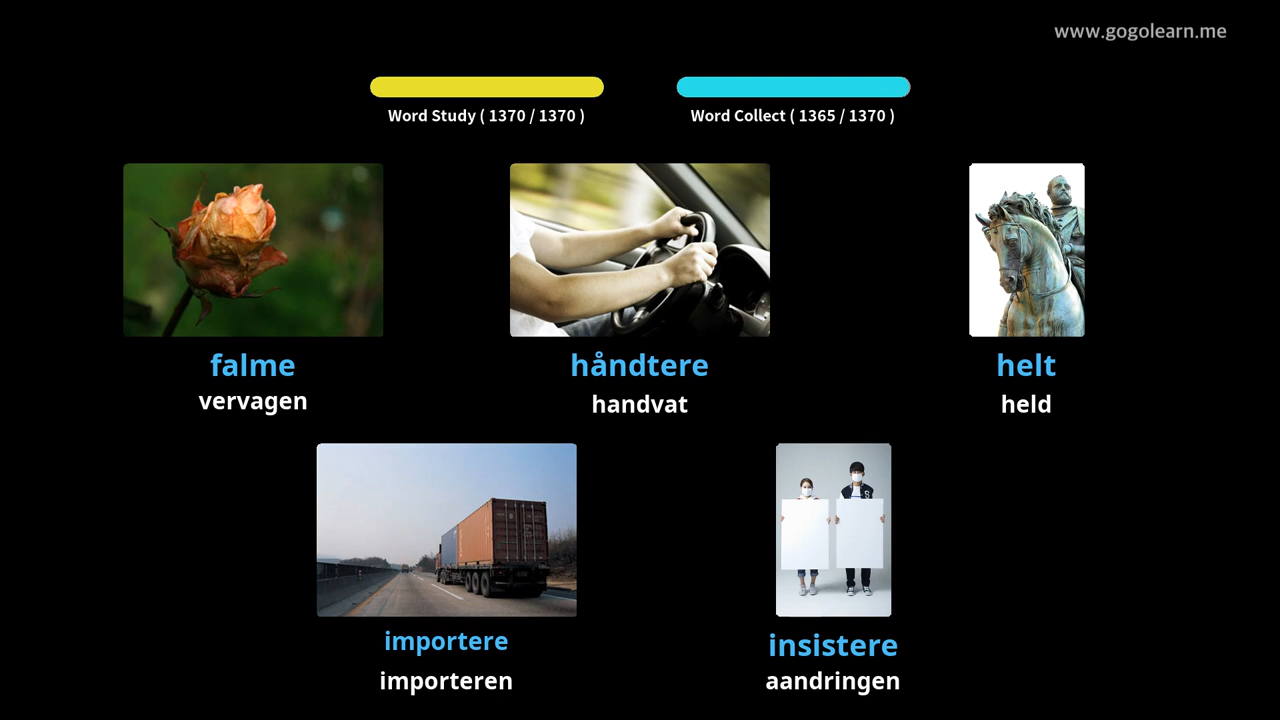 www.gogolearn.me
Word Study ( 1370 / 1370 )
Word Collect ( 1365 / 1370 )
falme
vervagen
håndtere
handvat
helt
held
importere
importeren
insistere
aandringen